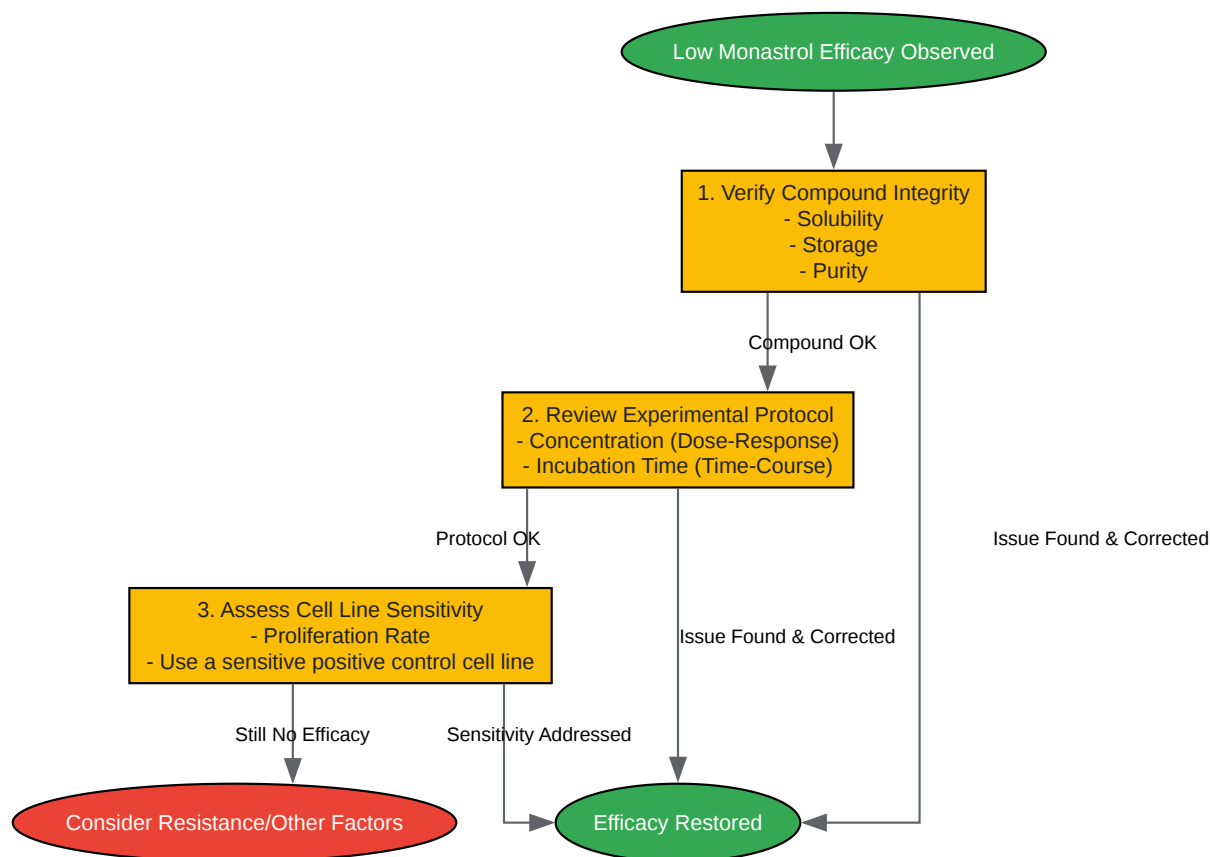 Low Monastrol Efficacy Observed
1. Verify Compound Integrity
- Solubility
- Storage
- Purity
Compound OK
2. Review Experimental Protocol
- Concentration (Dose-Response)
- Incubation Time (Time-Course)
Protocol OK
Issue Found & Corrected
3. Assess Cell Line Sensitivity
- Proliferation Rate
- Use a sensitive positive control cell line
Issue Found & Corrected
Still No Efficacy
Sensitivity Addressed
Consider Resistance/Other Factors
Efficacy Restored